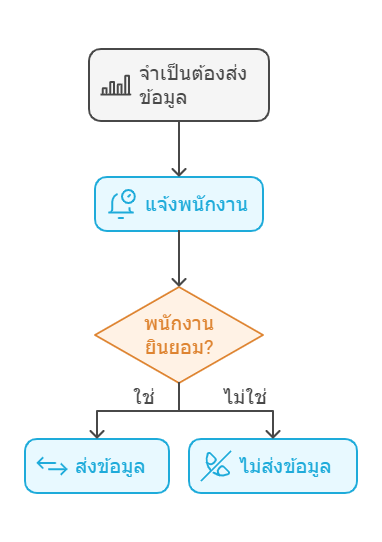 จำเป็นต้องส่ง
ข้อมูล
แจ้งพนักงาน
พนักงาน
ยินยอม?
ใช่
ไม่ใช่
ส่งข้อมูล
ไม่ส่งข้อมูล